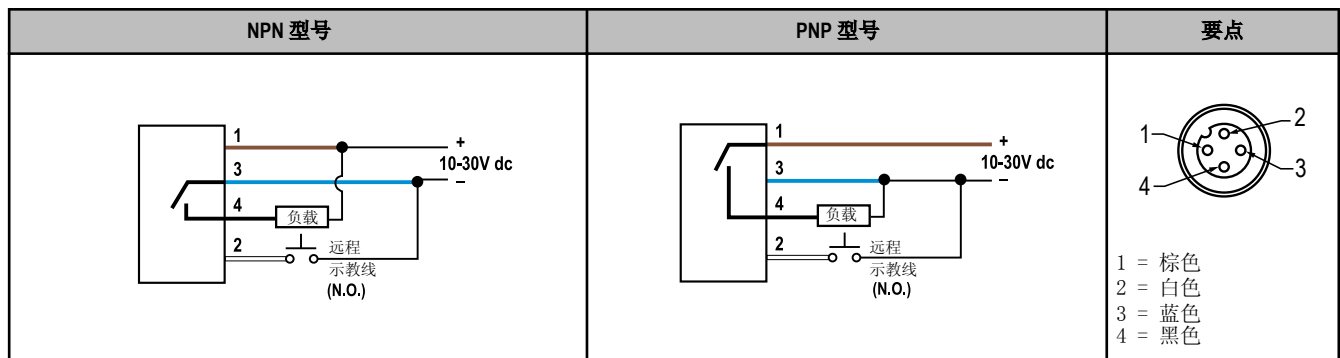 NPN 型号
PNP 型号
要点
1
+
10-30V dc
3
−
4
负载
2
远程
示教线
(N.O.)
1
+
10-30V dc
3
−
4
负载
2
远程
示教线
(N.O.)
1
2
3
4
1 = 棕色
2 = 白色
3 = 蓝色
4 = 黑色